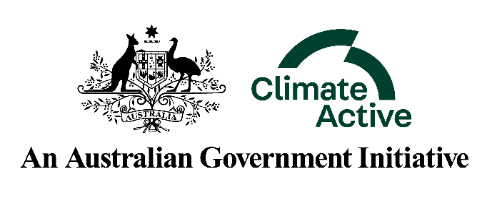 AUSTRALIA
Climate
Active
An Australian Government Initiative